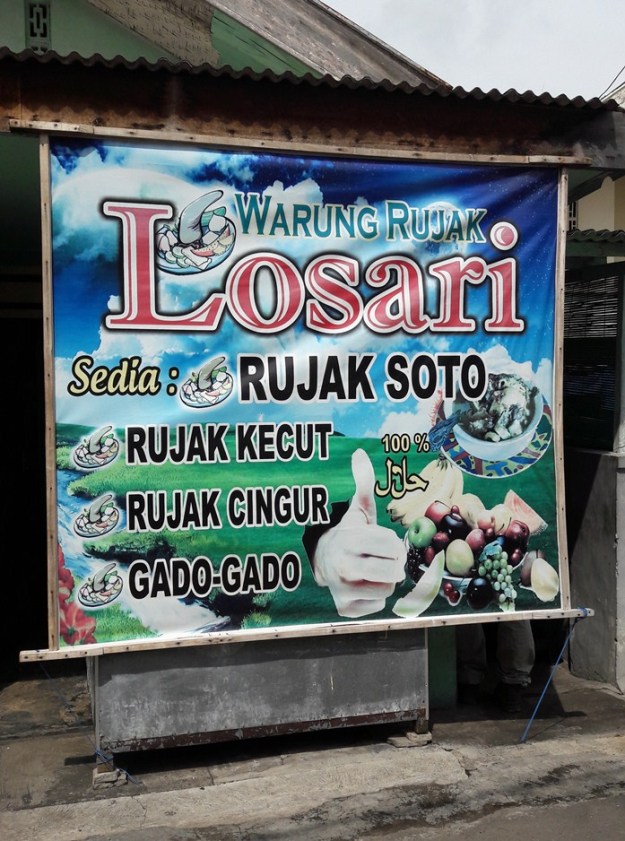 WARUNG RUJAK
Losari
Sedia : RUJAK SOTO
RUJAK KECUT
100 %
حلال
RUJAK CINGUR
GADO-GADO